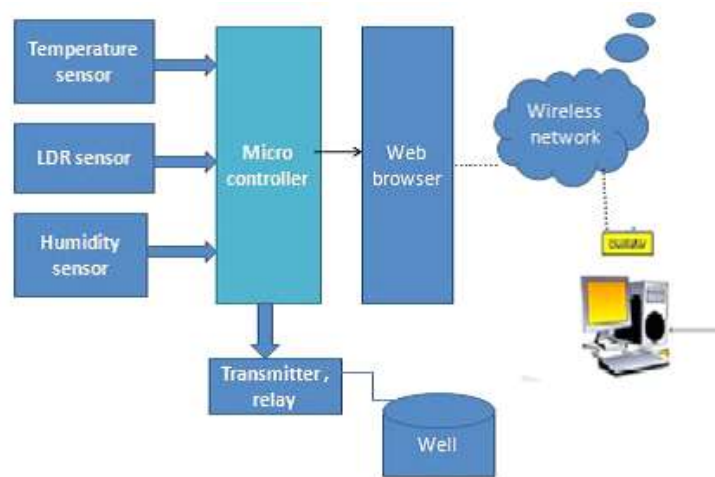 Temperature
sensor
LDR sensor
Humidity
sensor
Micro
controller
Web
browser
Wireless
network
Transmitter ,
relay
Well